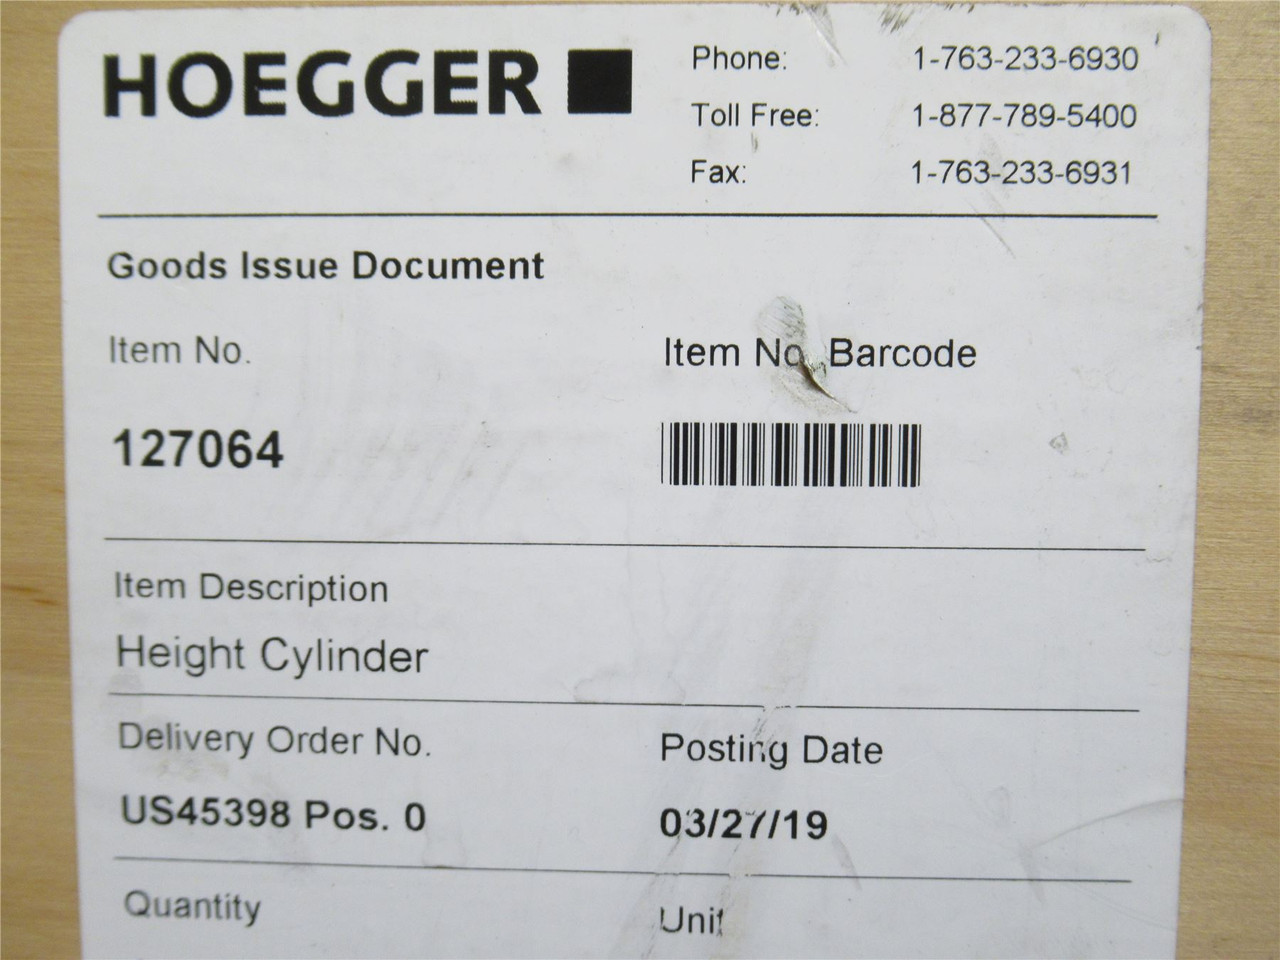 HOEGGER
Phone: 1-763-233-6930
Toll Free: 1-877-789-5400
Fax: 1-763-233-6931
Goods Issue Document
Item No. Item No. Barcode
127064
Item Description
Height Cylinder
Delivery Order No. Posting Date
US45398 Pos. 0 03/27/19
Quantity Unit